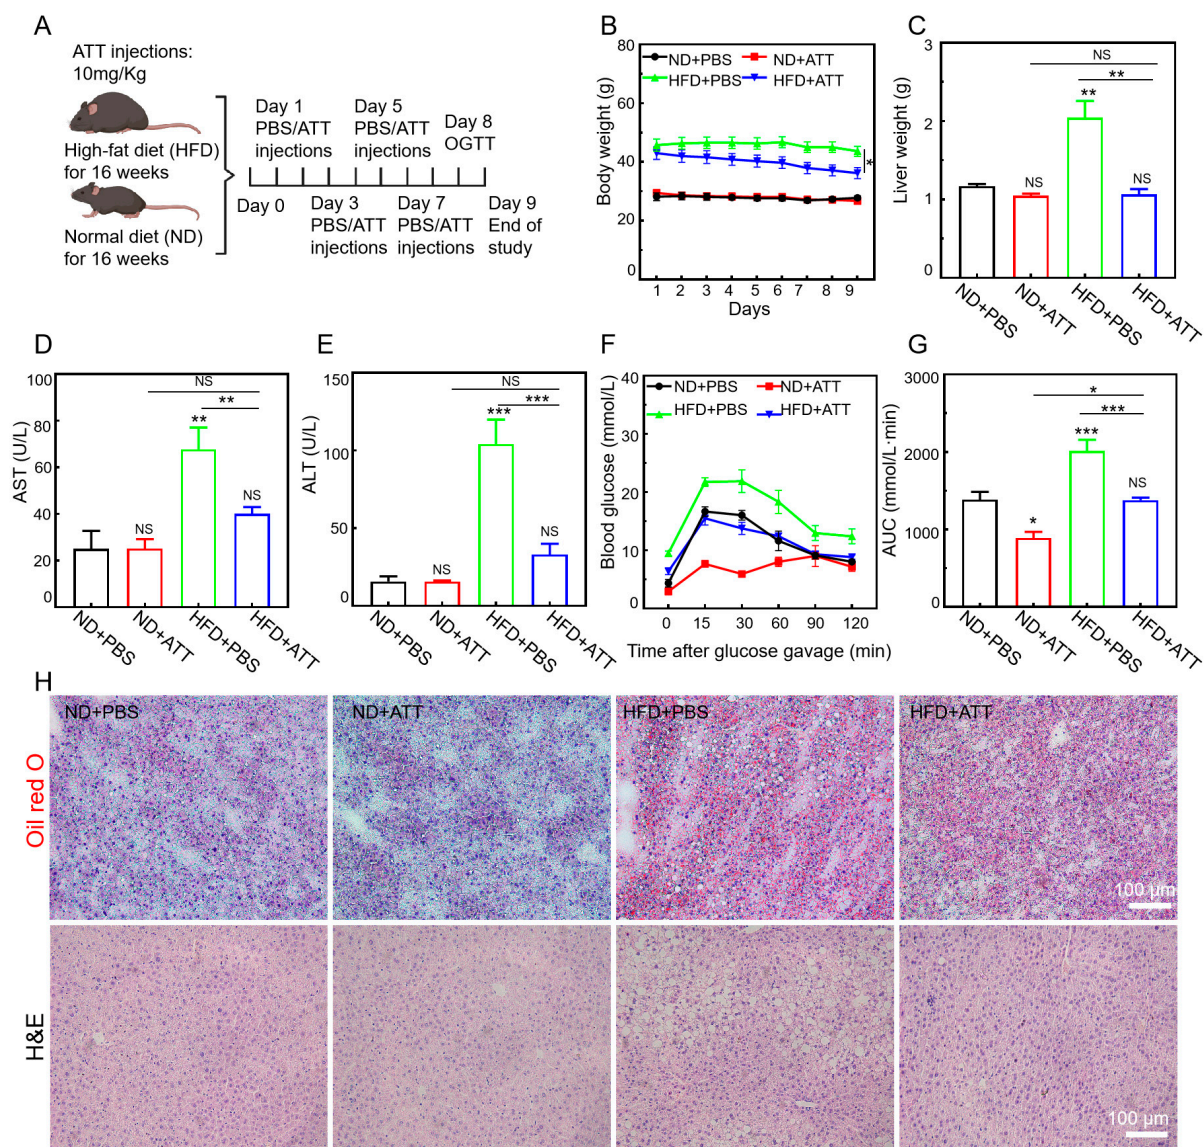 A
ATT injections:
10mg/Kg
High-fat diet (HFD)
for 16 weeks
Normal diet (ND)
for 16 weeks
Day 1
PBS/ATT
injections
Day 5
PBS/ATT
injections
Day 8
OGTT
Day 0
Day 3
PBS/ATT
injections
Day 7
PBS/ATT
injections
Day 9
End of
study
B
Body weight (g)
80
60
40
20
0
ND+PBS
ND+ATT
HFD+PBS
HFD+ATT
*
1 2 3 4 5 6 7 8 9
Days
C
Liver weight (g)
3
2
1
0
NS
**
**
NS
NS
ND+PBS
ND+ATT
HFD+PBS
HFD+ATT
D
AST (U/L)
100
80
60
40
20
0
NS
**
**
NS
NS
ND+PBS
ND+ATT
HFD+PBS
HFD+ATT
E
ALT (U/L)
150
100
50
0
NS
***
***
NS
NS
ND+PBS
ND+ATT
HFD+PBS
HFD+ATT
F
Blood glucose (mmol/L)
40
30
20
10
0
ND+PBS
ND+ATT
HFD+PBS
HFD+ATT
0 15 30 60 90 120
Time after glucose gavage (min)
G
AUC (mmol/L·min)
3000
2000
1000
0
*
***
***
NS
*
ND+PBS
ND+ATT
HFD+PBS
HFD+ATT
H
Oil red O
ND+PBS
ND+ATT
HFD+PBS
HFD+ATT
100 µm
H&E
100 µm